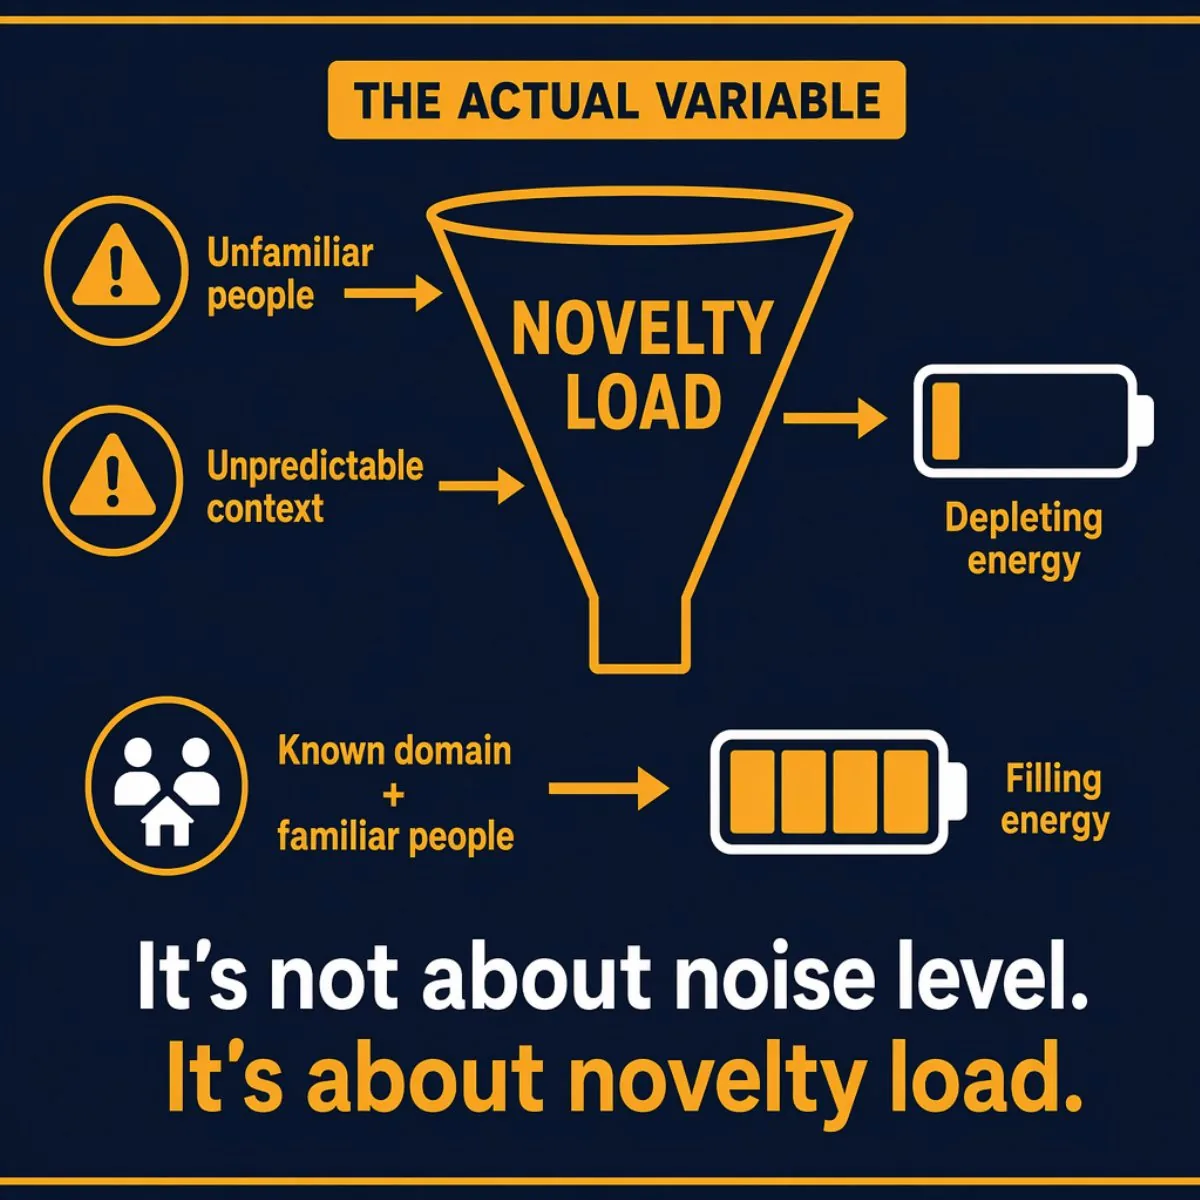 THE ACTUAL VARIABLE
Unfamiliar
people
NOVELTY
LOAD
Unpredictable
context
Depleting
energy
Known domain
+
familiar people
Filling
energy
It's not about noise level.
It's about novelty load.